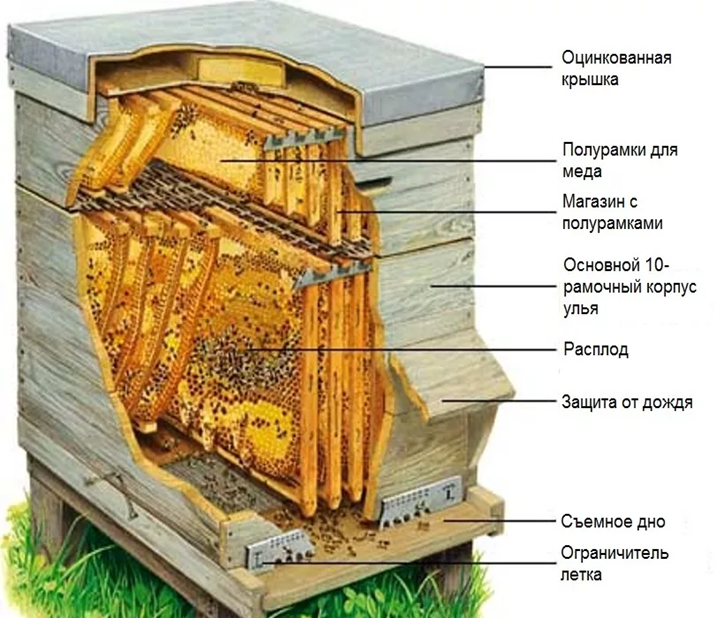 Оцинкованная
крышка
Полурамки для
меда
Магазин с
полурамками
Основной 10-
рамочный корпус
улья
Расплод
Защита от дождя
Съемное дно
Ограничитель
летка